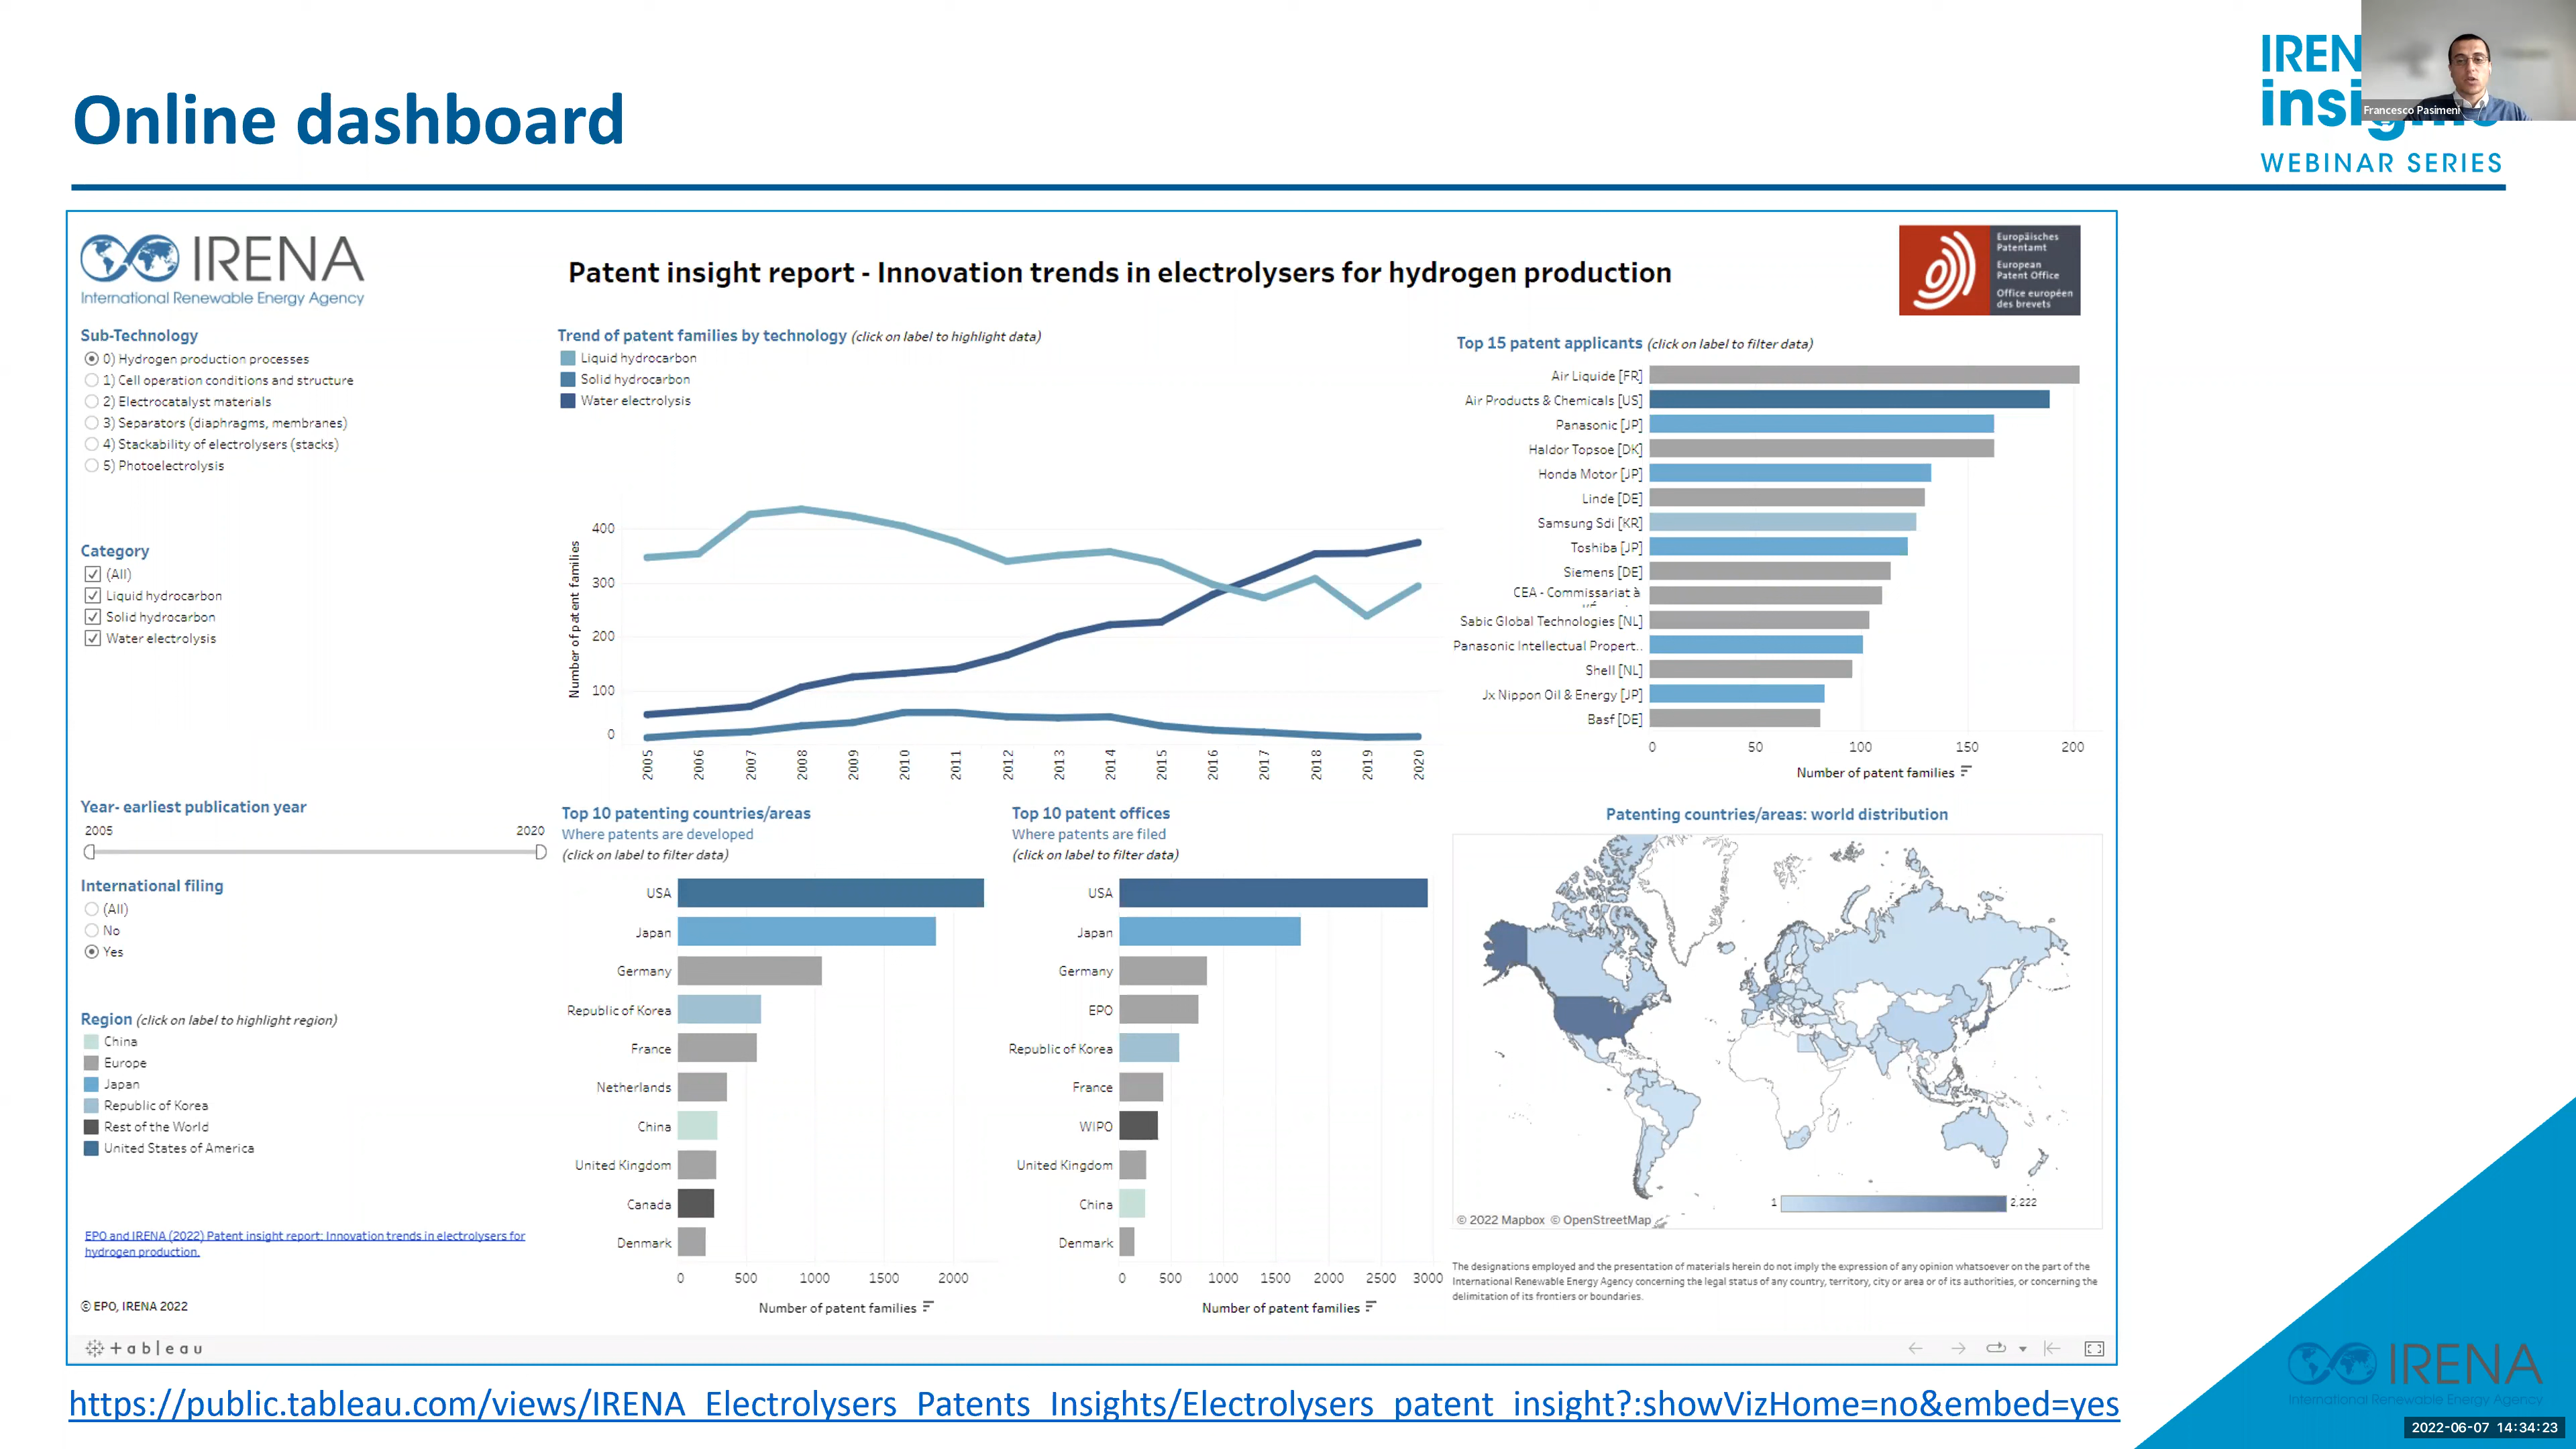 Online dashboard
IREN
insi
WEBINAR SERIES
Francesco Pasimeni
IRENA
International Renewable Energy Agency
Patent insight report - Innovation trends in electrolysers for hydrogen production
Europäisches
Patentamt
European
Patent Office
Office européen
des brevets
Sub-Technology
0) Hydrogen production processes
1) Cell operation conditions and structure
2) Electrocatalyst materials
3) Separators (diaphragms, membranes)
4) Stackability of electrolysers (stacks)
5) Photoelectrolysis
Category
(All)
Liquid hydrocarbon
Solid hydrocarbon
Water electrolysis
Year- earliest publication year
2005
2020
International filing
(All)
No
Yes
Region (click on label to highlight region)
China
Europe
Japan
Republic of Korea
Rest of the World
United States of America
EPO and IRENA (2022) Patent insight report: Innovation trends in electrolysers for
hydrogen production.
© EPO, IRENA 2022
Trend of patent families by technology (click on label to highlight data)
Liquid hydrocarbon
Solid hydrocarbon
Water electrolysis
Number of patent families
400
300
200
100
0
2005
2006
2007
2008
2009
2010
2011
2012
2013
2014
2015
2016
2017
2018
2019
2020
Top 15 patent applicants (click on label to filter data)
Air Liquide [FR]
Air Products & Chemicals [US]
Panasonic [JP]
Haldor Topsoe [DK]
Honda Motor [JP]
Linde [DE]
Samsung Sdi [KR]
Toshiba [JP]
Siemens [DE]
CEA - Commissariat à
Sabic Global Technologies [NL]
Panasonic Intellectual Propert..
Shell [NL]
Jx Nippon Oil & Energy [JP]
Basf [DE]
0 50 100 150 200
Number of patent families
Top 10 patenting countries/areas
Where patents are developed
(click on label to filter data)
USA
Japan
Germany
Republic of Korea
France
Netherlands
China
United Kingdom
Canada
Denmark
0 500 1000 1500 2000
Number of patent families
Top 10 patent offices
Where patents are filed
(click on label to filter data)
USA
Japan
Germany
EPO
Republic of Korea
France
WIPO
United Kingdom
China
Denmark
0 500 1000 1500 2000 2500 3000
Number of patent families
Patenting countries/areas: world distribution
1
2,222
© 2022 Mapbox © OpenStreetMap
The designations employed and the presentation of materials herein do not imply the expression of any opinion whatsoever on the part of the
International Renewable Energy Agency concerning the legal status of any country, territory, city or area or of its authorities, or concerning the
delimitation of its frontiers or boundaries.
+ a b l e a u
https://public.tableau.com/views/IRENA_Electrolysers_Patents_Insights/Electrolysers_patent_insight?:showVizHome=no&embed=yes
IRENA
International Renewable Energy Agency
2022-06-07 14:34:23